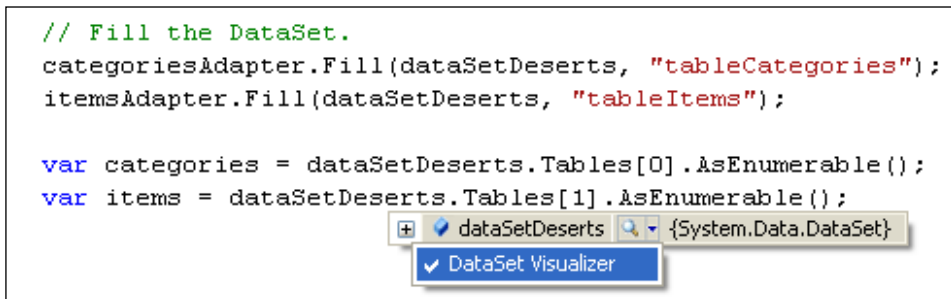 // Fill the DataSet.
categoriesAdapter.Fill(dataSetDeserts, "tableCategories");
itemsAdapter.Fill(dataSetDeserts, "tableItems");
var categories = dataSetDeserts.Tables[0].AsEnumerable();
var items = dataSetDeserts.Tables[1].AsEnumerable();
dataSetDeserts {System.Data.DataSet}
DataSet Visualizer